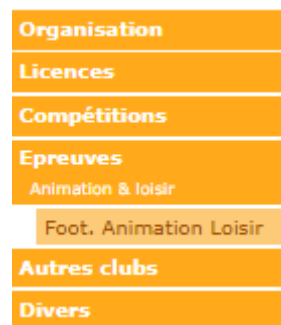 Organisation
Licences
Compétitions
Epreuves
Animation & loisir
Foot. Animation Loisir
Autres clubs
Divers